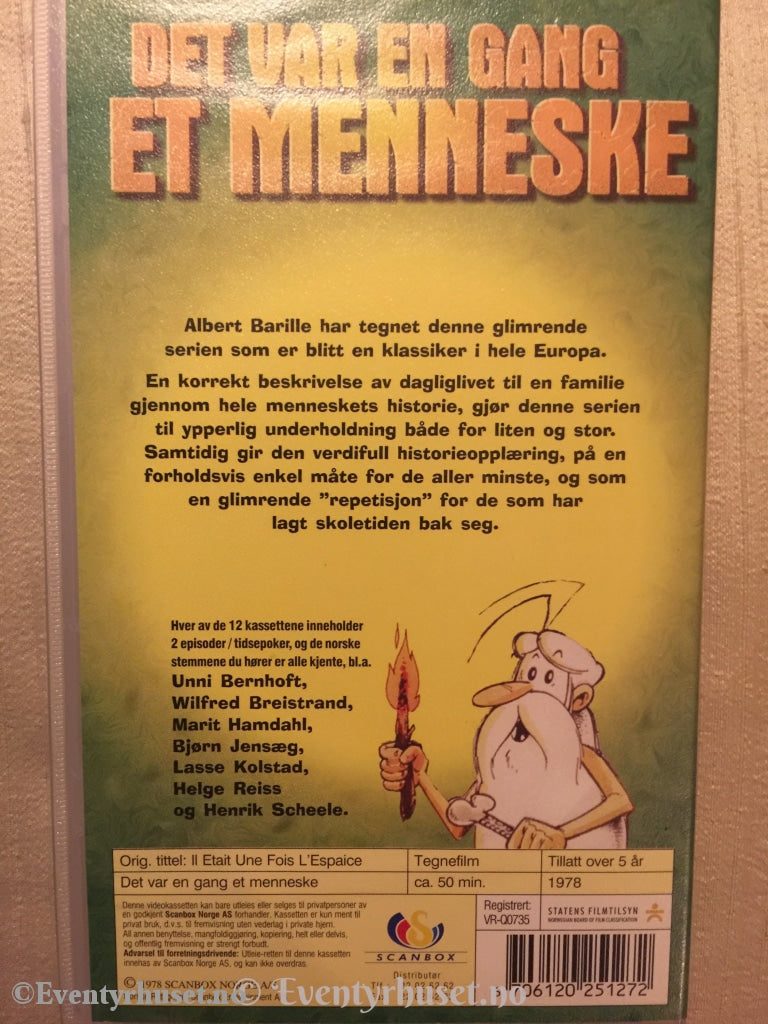 DET VAR EN GANG
ET MENNESKE
Albert Barille har tegnet denne glimrende
serien som er blitt en klassiker i hele Europa.
En korrekt beskrivelse av dagliglivet til en familie
gjennom hele menneskets historie, gjør denne serien
til ypperlig underholdning både for liten og stor.
Samtidig gir den verdifull historieopplæring, på en
forholdsvis enkel måte for de aller minste, og som
en glimrende ”repetisjon” for de som har
lagt skoletiden bak seg.
Hver av de 12 kassettene inneholder
2 episoder/tidsepoker, og de norske
stemmene du hører er alle kjente, bl.a.
Unni Bernhoft,
Wilfred Breistrand,
Marit Hamdahl,
Bjørn Jensæg,
Lasse Kolstad,
Helge Reiss
og Henrik Scheele.
Orig. tittel: Il Etait Une Fois L'Espaice
Tegnefilm
Tillatt over 5 år
Det var en gang et menneske
ca. 50 min.
1978
Denne videokassetten kan bare utleies eller selges til privatpersoner av
en godkjent Scanbox Norge AS forhandler. Kassetten er kun ment til
privat bruk, d.v.s. til fremvisning uten vederlag i private hjem.
All annen benyttelse, mangfoldiggjøring, kopiering, helt eller delvis,
og offentlig fremvisning er strengt forbudt.
Advarsel til forretningsdrivende: Utleie-retten til denne kassetten
innehas av Scanbox Norge AS, og kan ikke overdras.
© 1978 SCANBOX NORGE A/S
SCANBOX
Distributør
Registrert:
VR-Q0735
STATENS FILMTILSYN
NORWEGIAN BOARD OF FILM CLASSIFICATION
5 706120 251272
©Eventyrhuset.no © Eventyrhuset.no